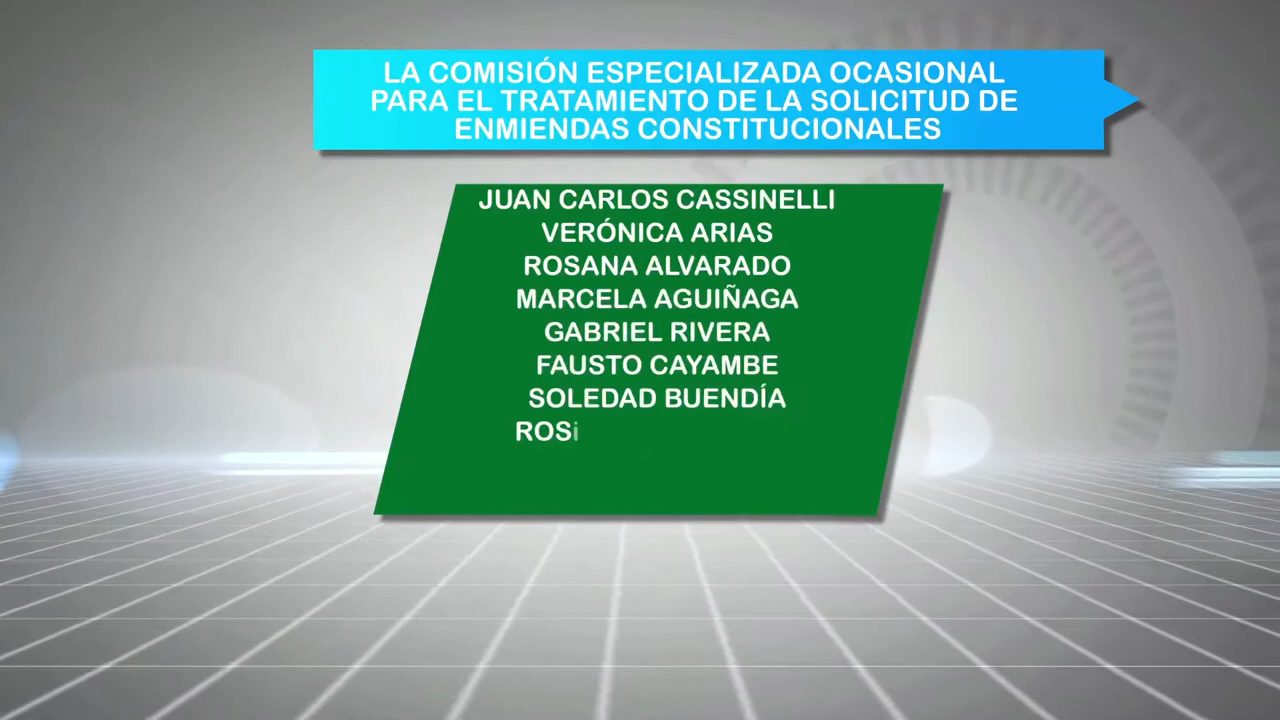 LA COMISIÓN ESPECIALIZADA OCASIONAL
PARA EL TRATAMIENTO DE LA SOLICITUD DE
ENMIENDAS CONSTITUCIONALES
JUAN CARLOS CASSINELLI
VERÓNICA ARIAS
ROSANA ALVARADO
MARCELA AGUIÑAGA
GABRIEL RIVERA
FAUSTO CAYAMBE
SOLEDAD BUENDÍA
ROSi